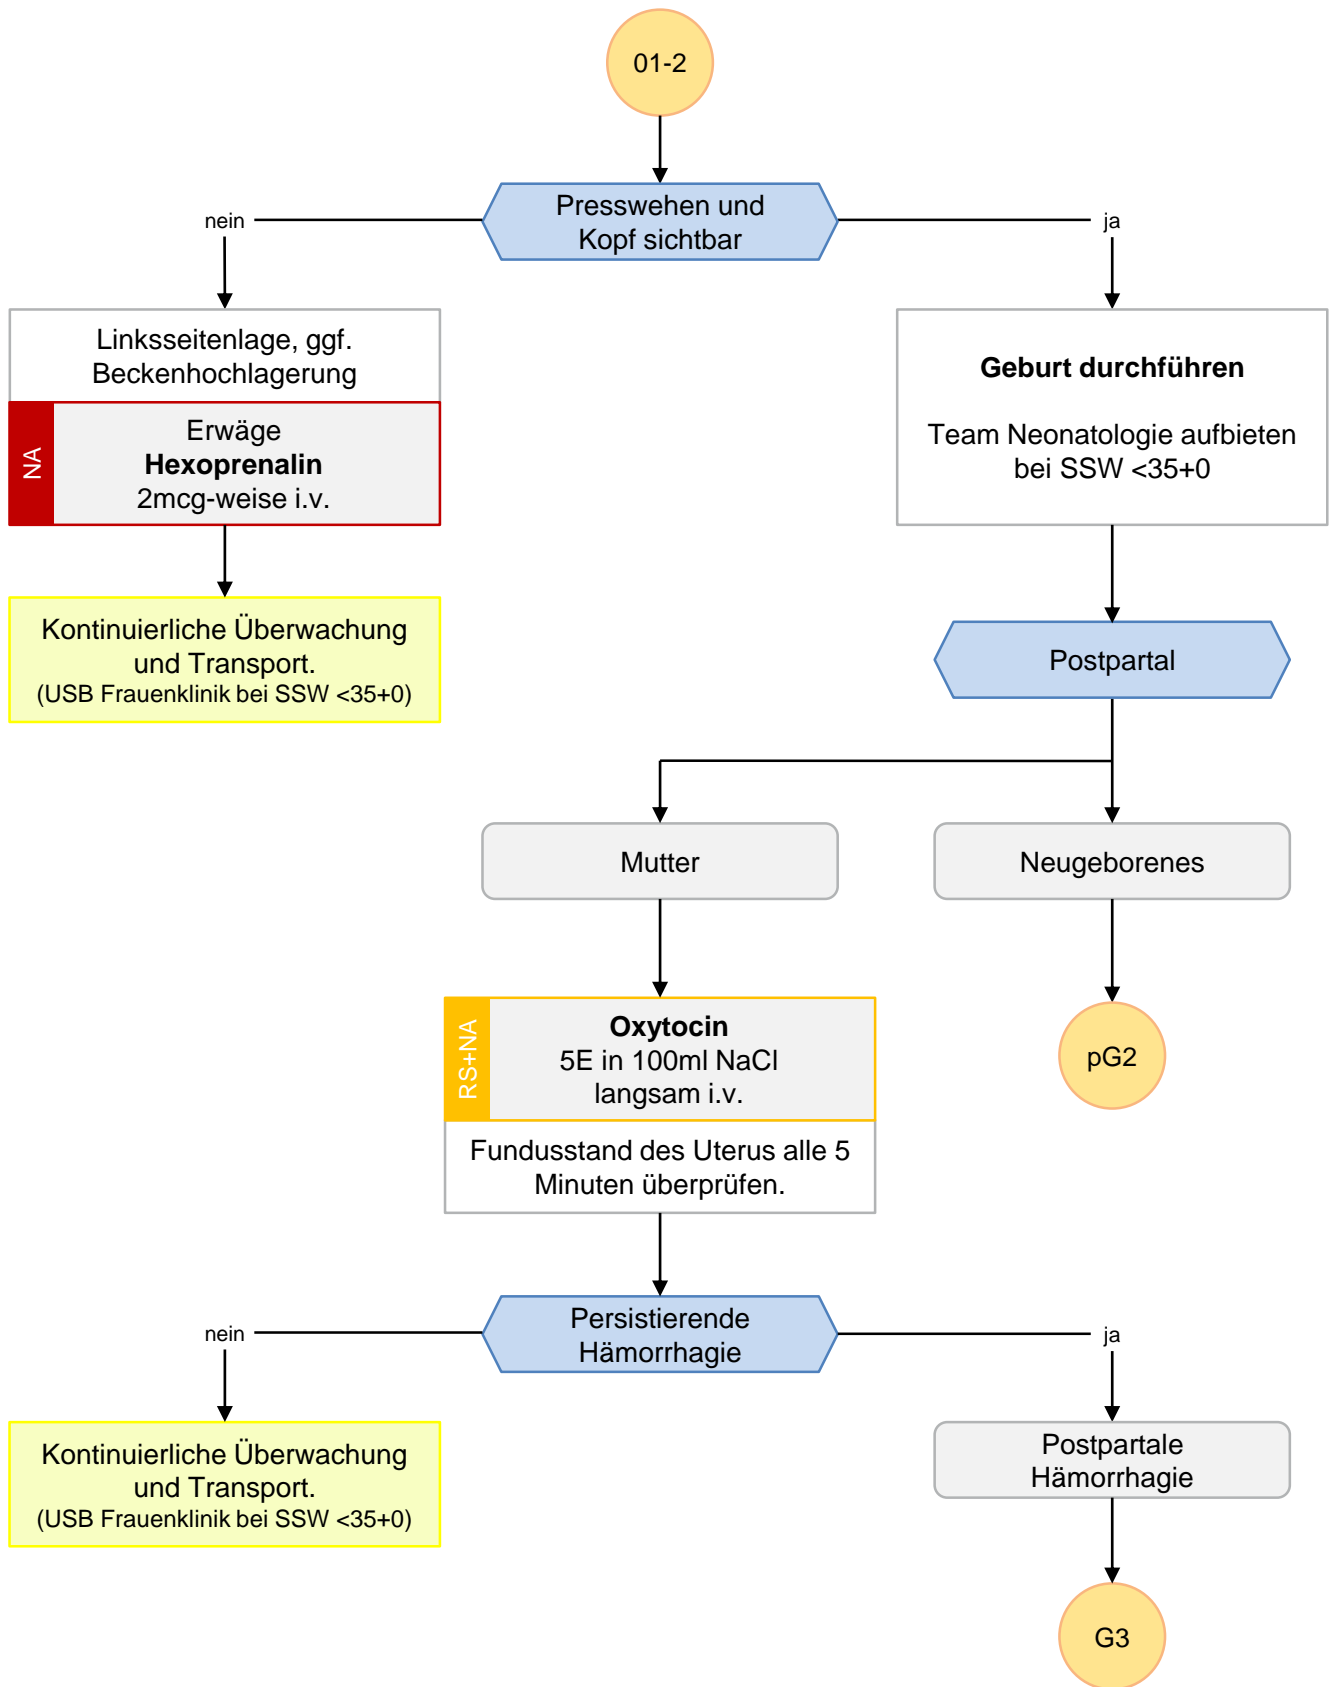 01-2
Presswehen und
Kopf sichtbar
nein
ja
Linksseitenlage, ggf.
Beckenhochlagerung
NA
Erwäge
Hexoprenalin
2mcg-weise i.v.
Kontinuierliche Überwachung
und Transport.
(USB Frauenklinik bei SSW <35+0)
Geburt durchführen
Team Neonatologie aufbieten
bei SSW <35+0
Postpartal
Mutter
Neugeborenes
RS+NA
Oxytocin
5E in 100ml NaCl
langsam i.v.
Fundusstand des Uterus alle 5
Minuten überprüfen.
pG2
Persistierende
Hämorrhagie
nein
ja
Kontinuierliche Überwachung
und Transport.
(USB Frauenklinik bei SSW <35+0)
Postpartale
Hämorrhagie
G3